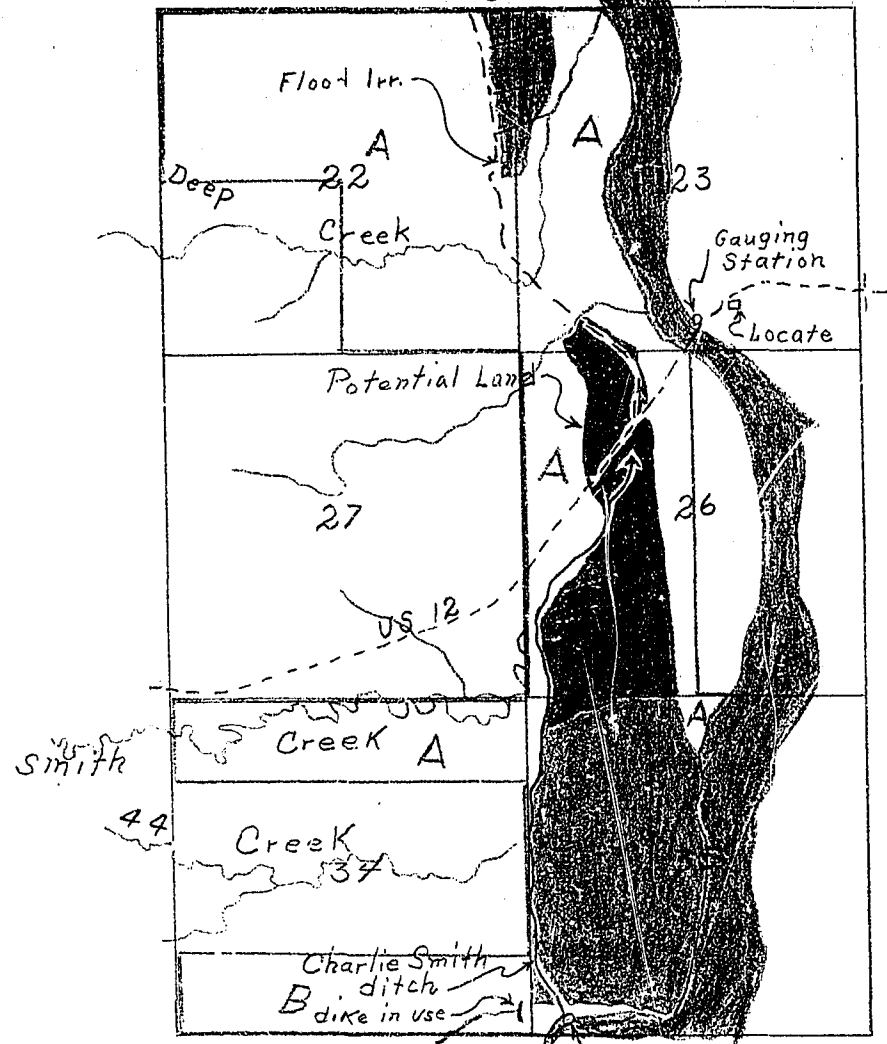 Flood Irr.
A
A
Deep
22
23
Creek
Gauging
Station
Locate
Potential Land
A
27
26
US 12
A
Creek
A
Smith
44
Creek
34
Charlie Smith
ditch
B
dike in use